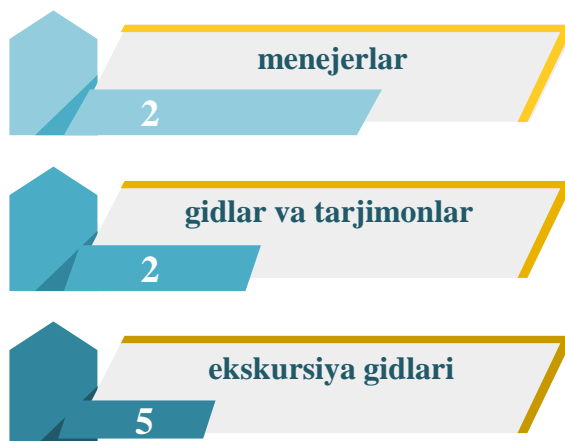 menejerlar
2
gidlar va tarjimonlar
2
ekskursiya gidlari
5